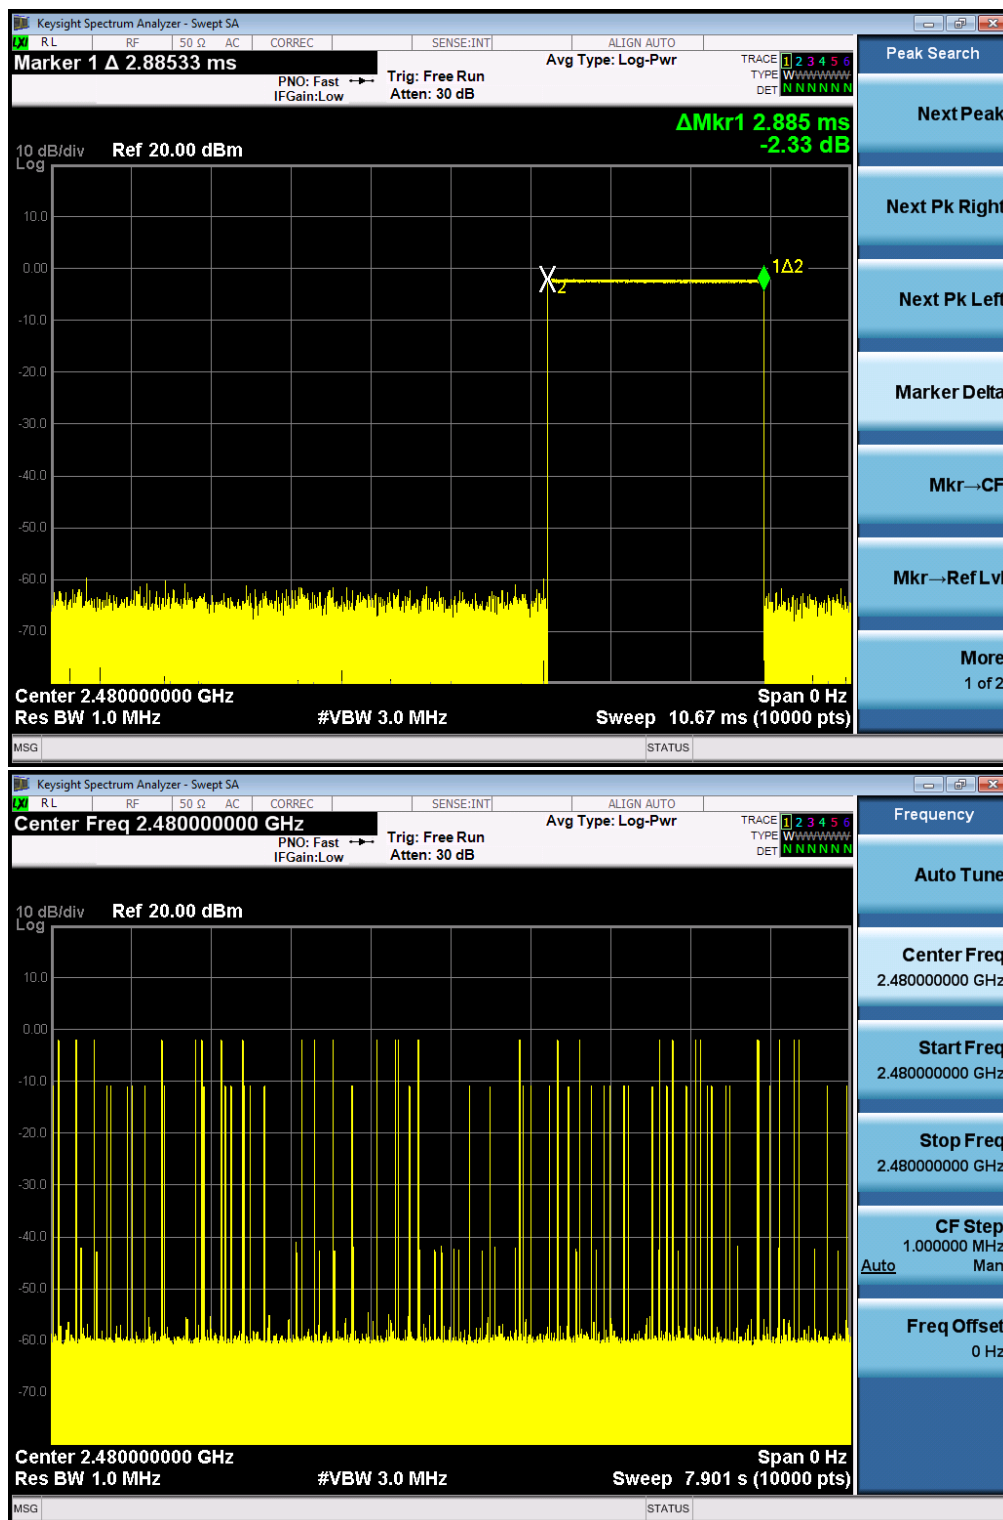 Keysight Spectrum Analyzer - Swept SA
LXI RL RF 50 Ω AC CORREC SENSE:INT ALIGN AUTO
Marker 1 Δ 2.88533 ms
PNO: Fast
IFGain:Low
Trig: Free Run
Atten: 30 dB
Avg Type: Log-Pwr
TRACE 1 2 3 4 5 6
TYPE WWWWWW
DET N N N N N N
ΔMkr1 2.885 ms
-2.33 dB
10 dB/div
Log
Ref 20.00 dBm
10.0
0.00
-10.0
-20.0
-30.0
-40.0
-50.0
-60.0
-70.0
X2
1Δ2
Center 2.480000000 GHz
Span 0 Hz
Res BW 1.0 MHz
#VBW 3.0 MHz
Sweep 10.67 ms (10000 pts)
MSG
STATUS
Peak Search
Next Peak
Next Pk Right
Next Pk Left
Marker Delta
Mkr→CF
Mkr→Ref Lvl
More
1 of 2
Keysight Spectrum Analyzer - Swept SA
LXI RL RF 50 Ω AC CORREC SENSE:INT ALIGN AUTO
Center Freq 2.480000000 GHz
PNO: Fast
IFGain:Low
Trig: Free Run
Atten: 30 dB
Avg Type: Log-Pwr
TRACE 1 2 3 4 5 6
TYPE WWWWWW
DET N N N N N N
10 dB/div
Log
Ref 20.00 dBm
10.0
0.00
-10.0
-20.0
-30.0
-40.0
-50.0
-60.0
-70.0
Center 2.480000000 GHz
Span 0 Hz
Res BW 1.0 MHz
#VBW 3.0 MHz
Sweep 7.901 s (10000 pts)
MSG
STATUS
Frequency
Auto Tune
Center Freq
2.480000000 GHz
Start Freq
2.480000000 GHz
Stop Freq
2.480000000 GHz
CF Step
1.000000 MHz
Auto Man
Freq Offset
0 Hz